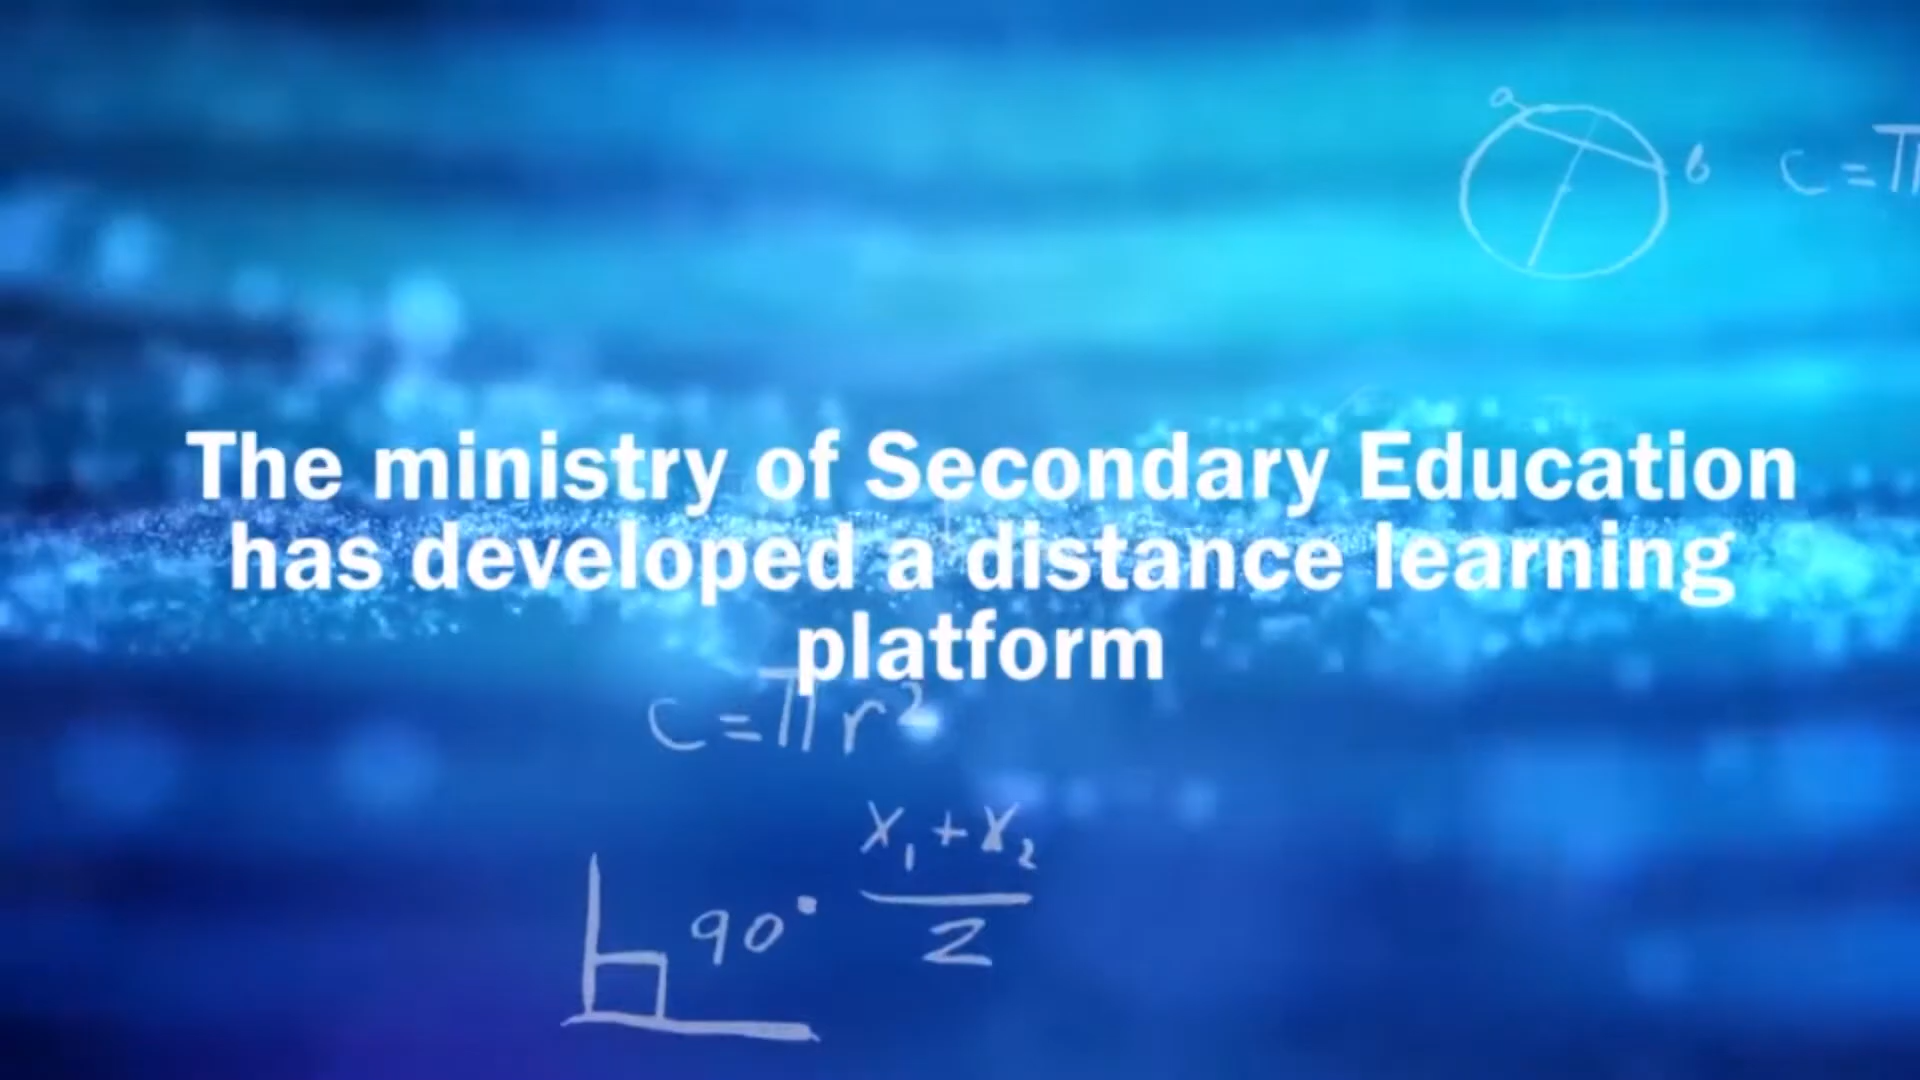 a
b c=π
The ministry of Secondary Education
has developed a distance learning
platform
c=πr²
x₁+x₂
90°
2